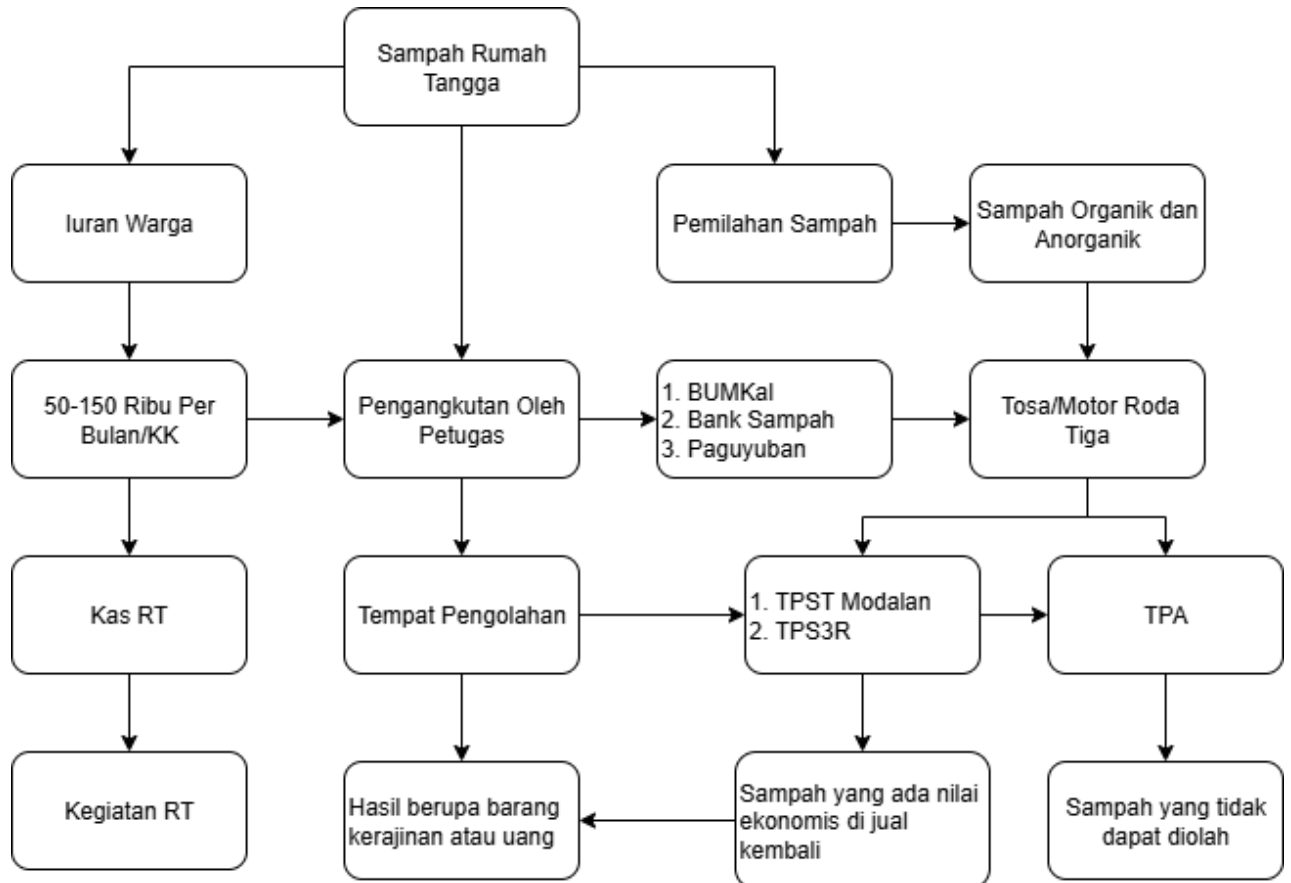 Sampah Rumah
Tangga
Iuran Warga
Pemilahan Sampah
Sampah Organik dan
Anorganik
50-150 Ribu Per
Bulan/KK
Pengangkutan Oleh
Petugas
1. BUMKal
2. Bank Sampah
3. Paguyuban
Tosa/Motor Roda
Tiga
Kas RT
Tempat Pengolahan
1. TPST Modalan
2. TPS3R
TPA
Kegiatan RT
Hasil berupa barang
kerajinan atau uang
Sampah yang ada nilai
ekonomis di jual
kembali
Sampah yang tidak
dapat diolah